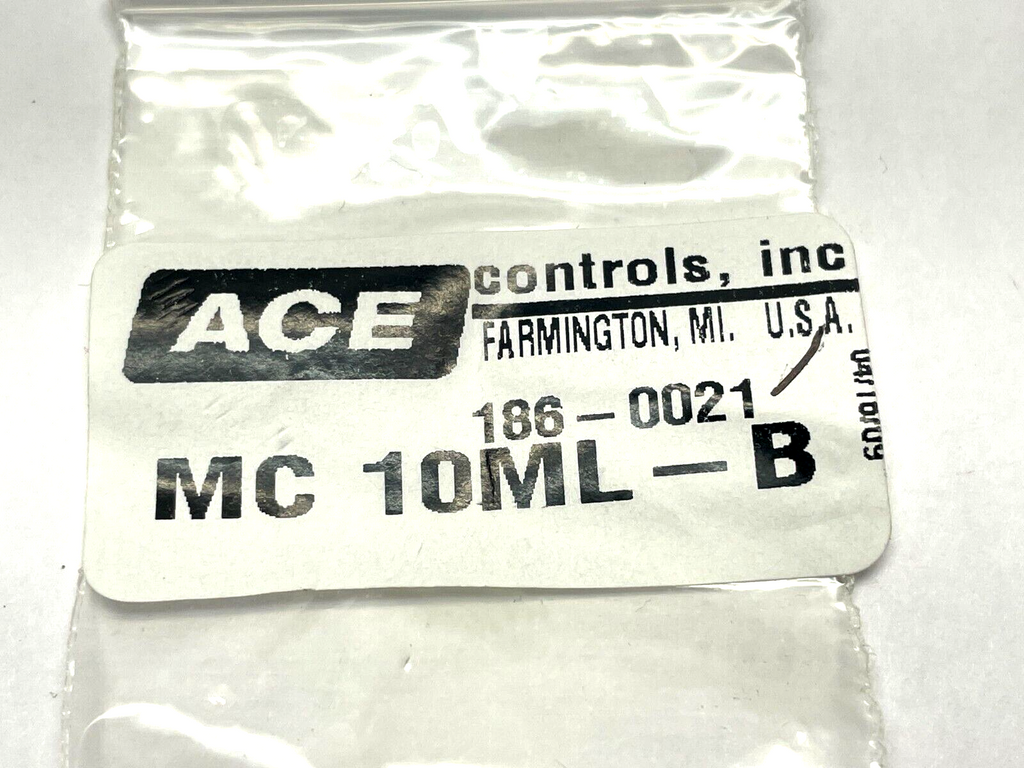 ACE controls, inc
FARMINGTON, MI. U.S.A.
186-0021
MC 10ML-B